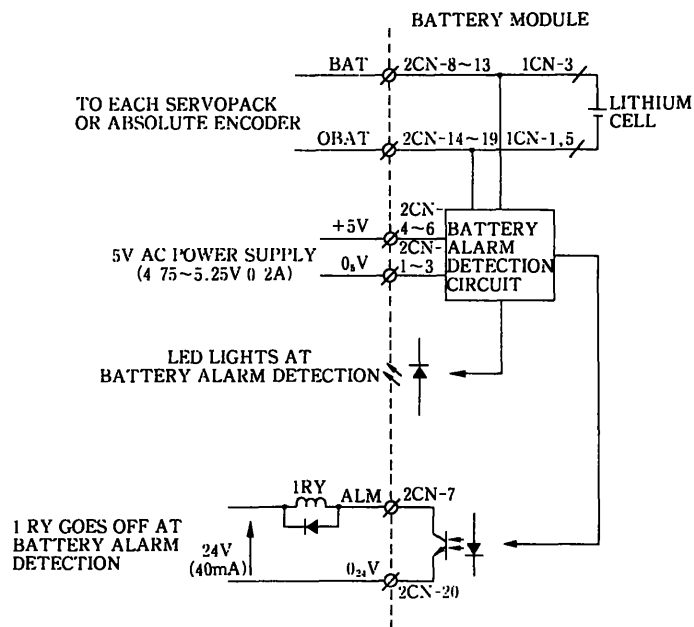 BATTERY MODULE
BAT
2CN-8~13
1CN-3
TO EACH SERVOPACK
OR ABSOLUTE ENCODER
LITHIUM
CELL
OBAT
2CN-14~19
1CN-1,5
+5V
2CN-
4~6
BATTERY
ALARM
DETECTION
CIRCUIT
5V AC POWER SUPPLY
(4 75~5.25V 0 2A)
0₅V
2CN-
1~3
LED LIGHTS AT
BATTERY ALARM DETECTION
1RY
ALM
2CN-7
1 RY GOES OFF AT
BATTERY ALARM
DETECTION
24V
(40mA)
0₂₄V
2CN-20